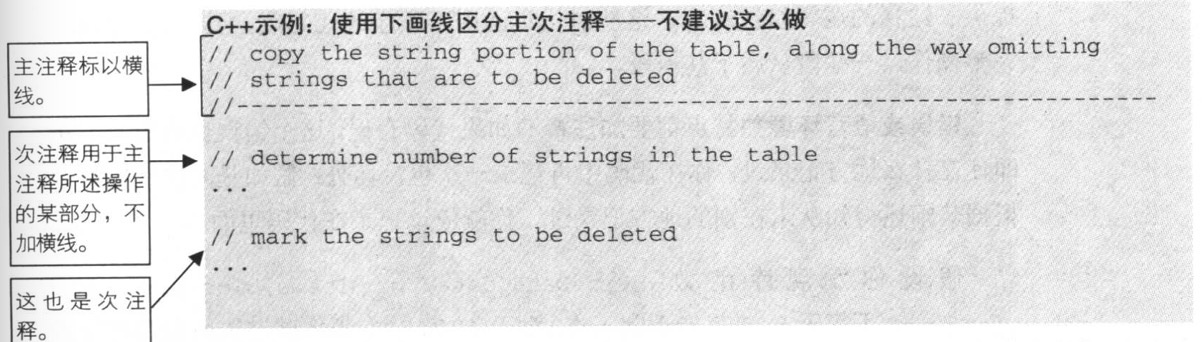 C++示例：使用下画线区分主次注释——不建议这么做
主注释标以横
线。
// copy the string portion of the table, along the way omitting
// strings that are to be deleted
//------------------------------------------------------------------
次注释用于主
注释所述操作
的某部分，不
加横线。
// determine number of strings in the table
...
// mark the strings to be deleted
...
这也是次注
释。